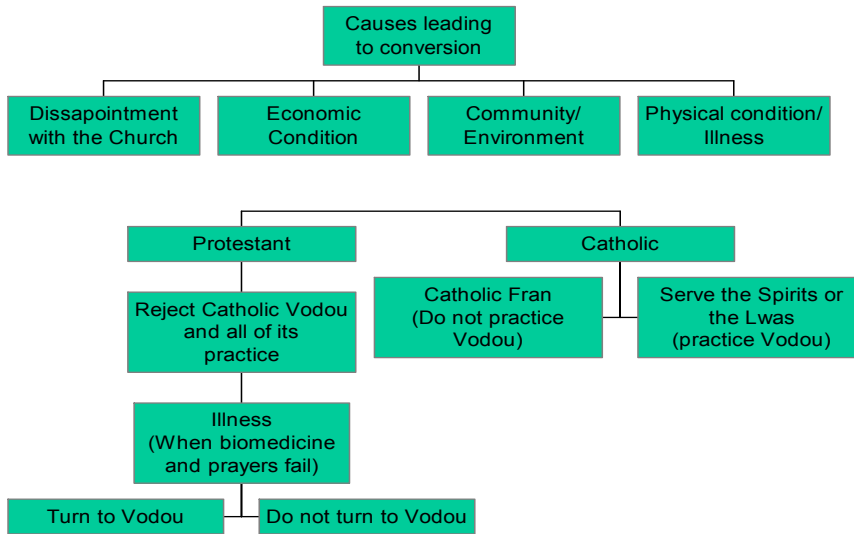 Causes leading
to conversion
Dissapointment
with the Church
Economic
Condition
Community/
Environment
Physical condition/
Illness
Protestant
Catholic
Reject Catholic Vodou
and all of its
practice
Catholic Fran
(Do not practice
Vodou)
Serve the Spirits or
the Lwas
(practice Vodou)
Illness
(When biomedicine
and prayers fail)
Turn to Vodou
Do not turn to Vodou